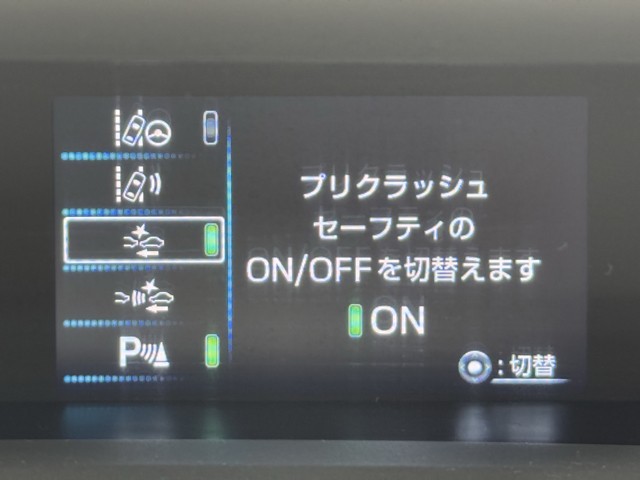 プリクラッシュ
セーフティの
ON/OFFを切替えます
ON
P
:切替